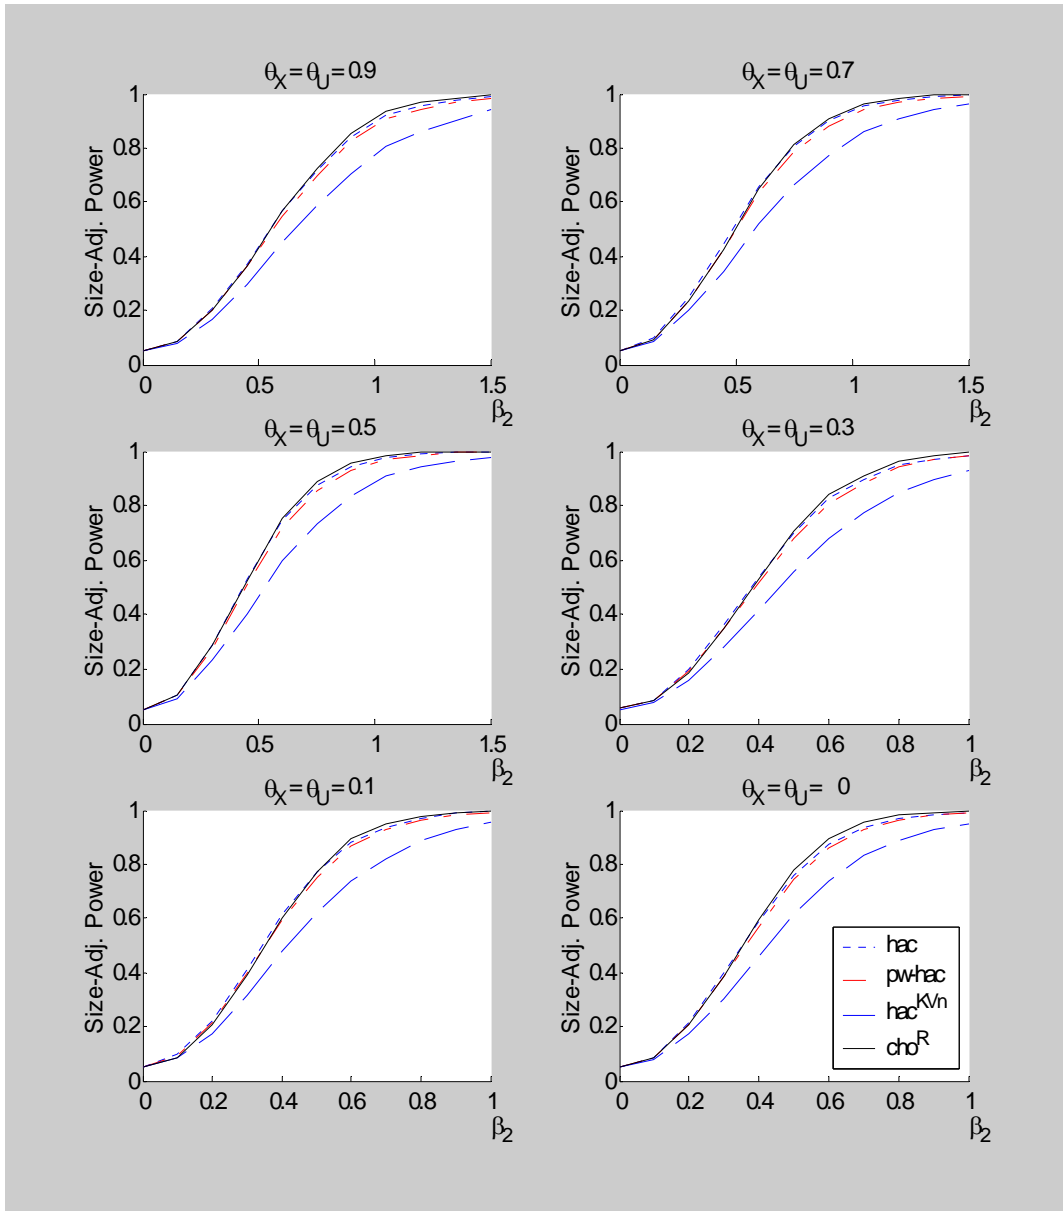 θX = θU = 0.9
Size-Adj. Power
1
0.8
0.6
0.4
0.2
0
0 0.5 1 1.5
β2
θX = θU = 0.7
Size-Adj. Power
1
0.8
0.6
0.4
0.2
0
0 0.5 1 1.5
β2
θX = θU = 0.5
Size-Adj. Power
1
0.8
0.6
0.4
0.2
0
0 0.5 1 1.5
β2
θX = θU = 0.3
Size-Adj. Power
1
0.8
0.6
0.4
0.2
0
0 0.2 0.4 0.6 0.8 1
β2
θX = θU = 0.1
Size-Adj. Power
1
0.8
0.6
0.4
0.2
0
0 0.2 0.4 0.6 0.8 1
β2
θX = θU = 0
Size-Adj. Power
1
0.8
0.6
0.4
0.2
0
0 0.2 0.4 0.6 0.8 1
β2
hac
pw-hac
hac^KVn
cho^R